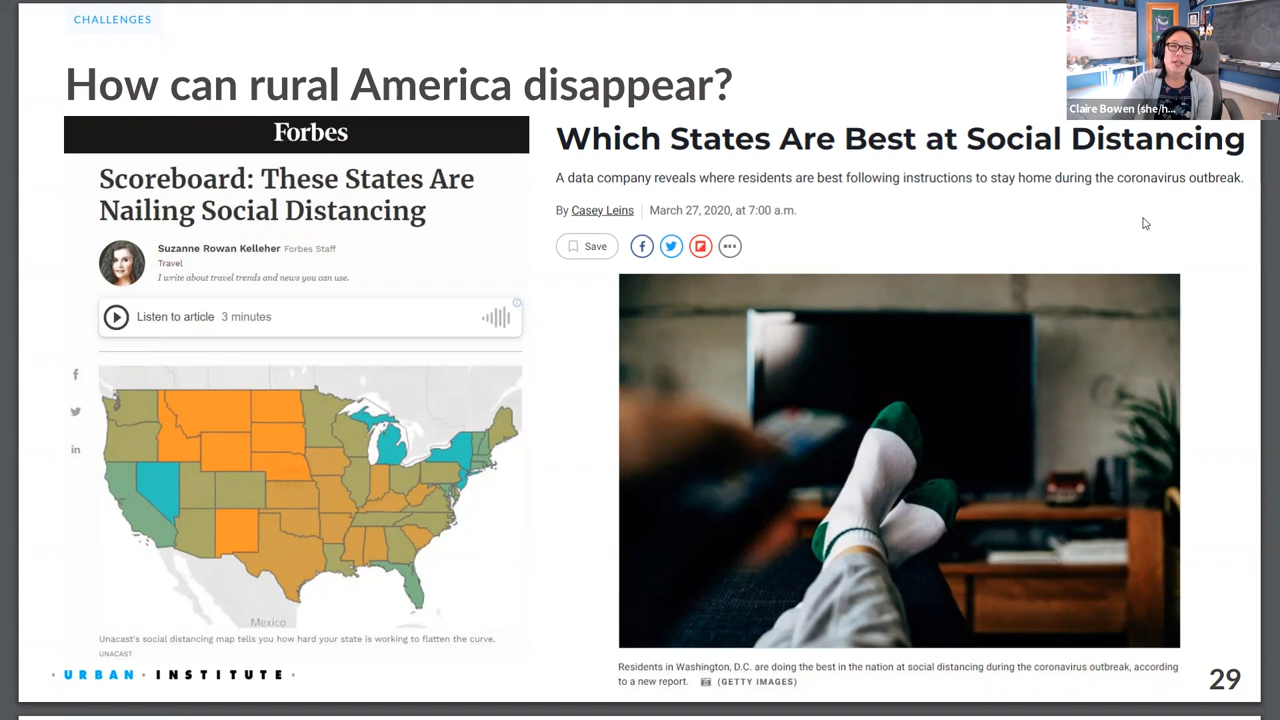 CHALLENGES
How can rural America disappear?
Claire Bowen (she/h...
Forbes
Scoreboard: These States Are
Nailing Social Distancing
Suzanne Rowan Kelleher Forbes Staff
Travel
I write about travel trends and news you can use.
Listen to article 3 minutes
Mexico
Unacast's social distancing map tells you how hard your state is working to flatten the curve.
UNACAST
Which States Are Best at Social Distancing
A data company reveals where residents are best following instructions to stay home during the coronavirus outbreak.
By Casey Leins | March 27, 2020, at 7:00 a.m.
Save
Residents in Washington, D.C. are doing the best in the nation at social distancing during the coronavirus outbreak, according
to a new report. (GETTY IMAGES)
· URBAN · INSTITUTE ·
29